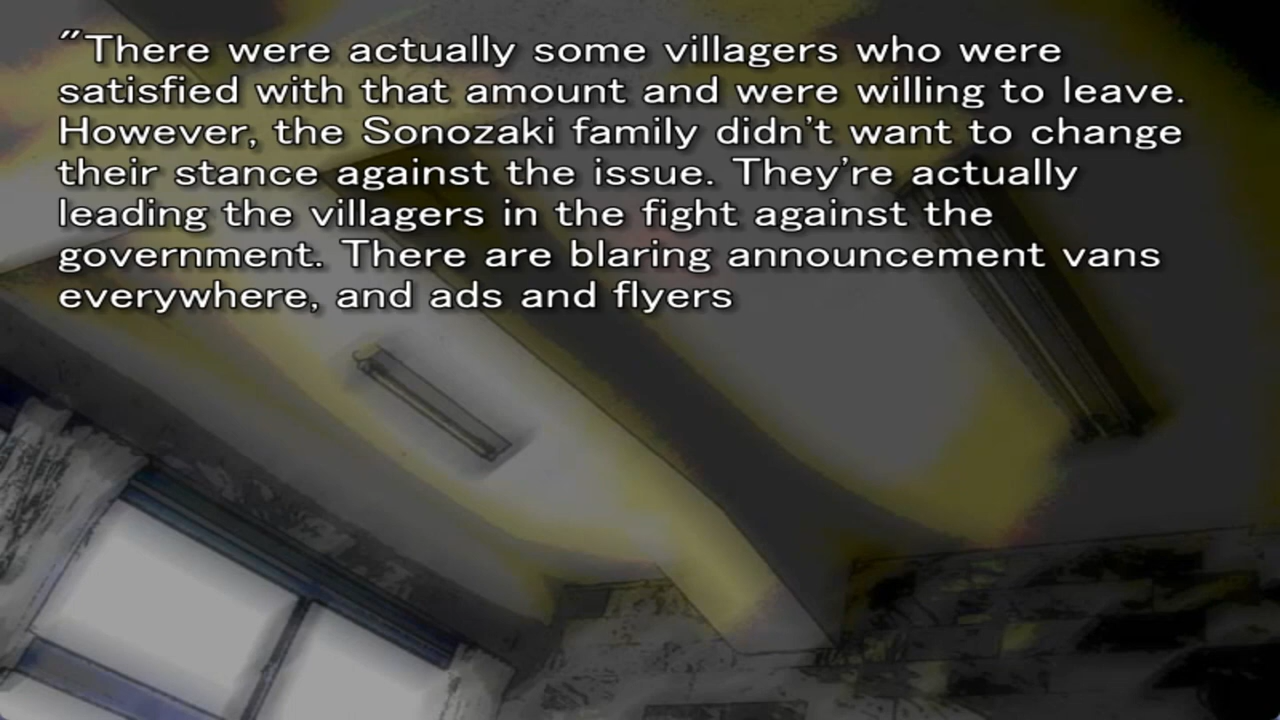 "There were actually some villagers who were
satisfied with that amount and were willing to leave.
However, the Sonozaki family didn't want to change
their stance against the issue. They're actually
leading the villagers in the fight against the
government. There are blaring announcement vans
everywhere, and ads and flyers